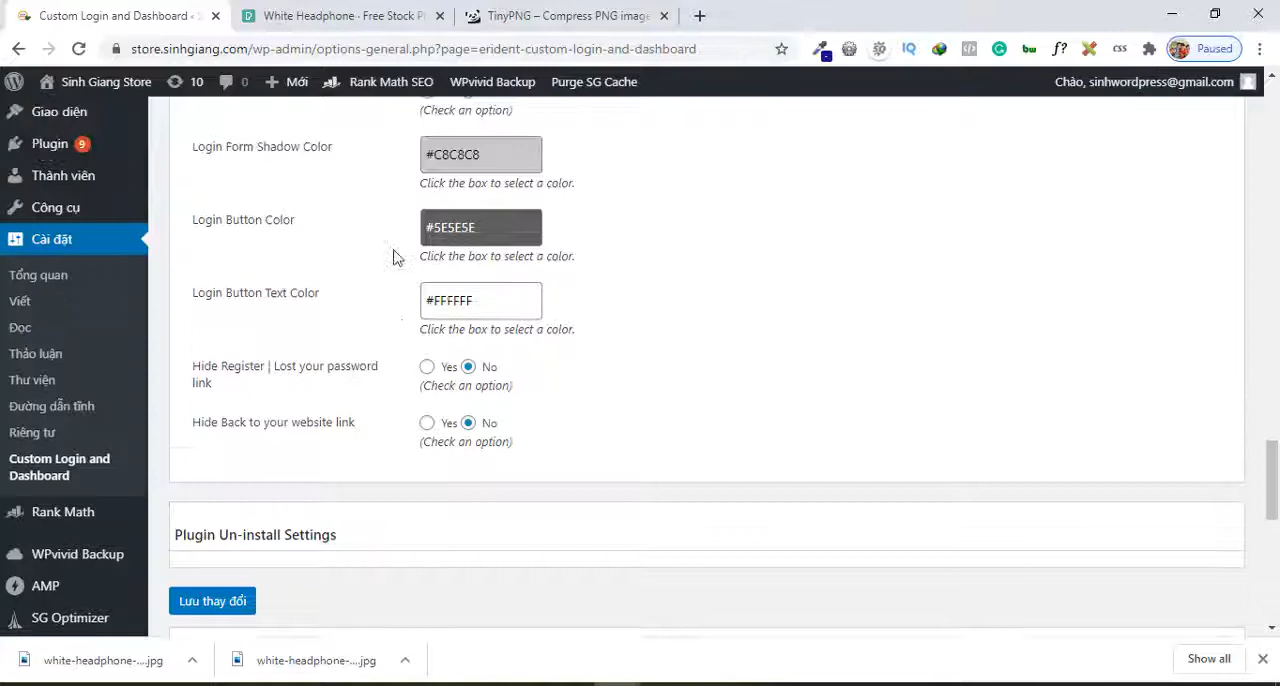 Custom Login and Dashboard
White Headphone · Free Stock P
TinyPNG – Compress PNG image
store.sinhgiang.com/wp-admin/options-general.php?page=erident-custom-login-and-dashboard
IQ
bw
f?
CSS
Paused
Sinh Giang Store
10
0
Mới
Rank Math SEO
WPvivid Backup
Purge SG Cache
Chào, sinhwordpress@gmail.com
Giao diện
Plugin 9
Thành viên
Công cụ
Cài đặt
Tổng quan
Viết
Đọc
Thảo luận
Thư viện
Đường dẫn tĩnh
Riêng tư
Custom Login and
Dashboard
Rank Math
WPvivid Backup
AMP
SG Optimizer
(Check an option)
Login Form Shadow Color
#C8C8C8
Click the box to select a color.
Login Button Color
#5E5E5E
Click the box to select a color.
Login Button Text Color
#FFFFFF
Click the box to select a color.
Hide Register | Lost your password
link
Yes No
(Check an option)
Hide Back to your website link
Yes No
(Check an option)
Plugin Un-install Settings
Lưu thay đổi
white-headphone-....jpg
white-headphone-....jpg
Show all